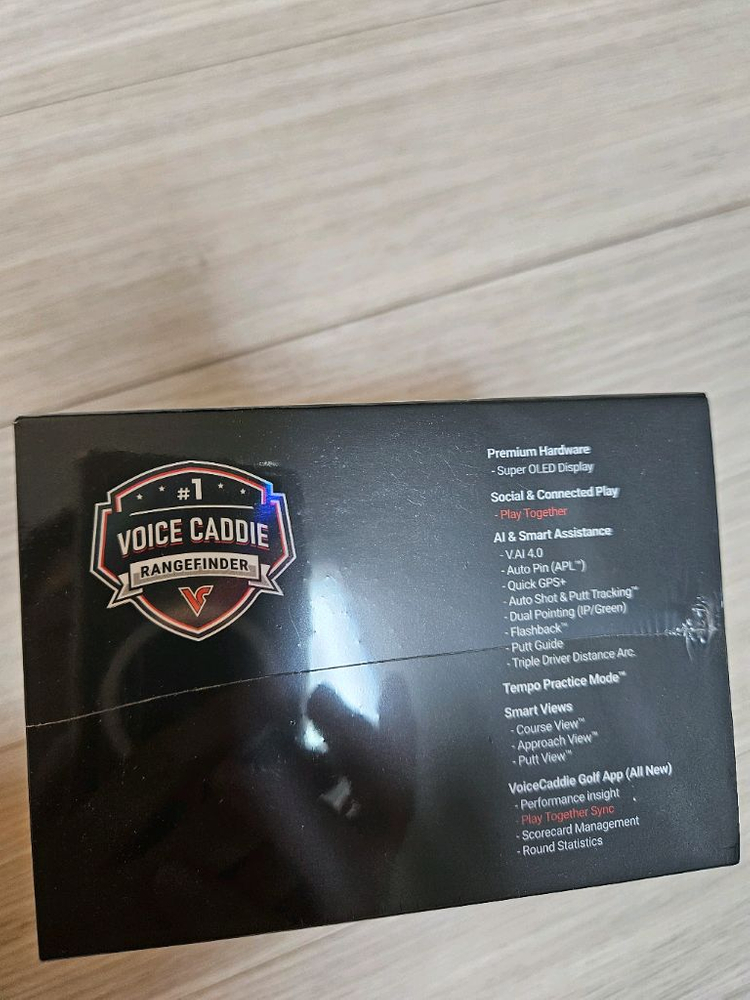 #1
VOICE CADDIE
RANGEFINDER
Premium Hardware
- Super OLED Display
Social & Connected Play
- Play Together
AI & Smart Assistance
- V.AI 4.0
- Auto Pin (APL™)
- Quick GPS+
- Auto Shot & Putt Tracking™
- Dual Pointing (IP/Green)
- Flashback™
- Putt Guide
- Triple Driver Distance Arc
Tempo Practice Mode™
Smart Views
- Course View™
- Approach View™
- Putt View™
VoiceCaddie Golf App (All New)
- Performance insight
- Play Together Sync
- Scorecard Management
- Round Statistics